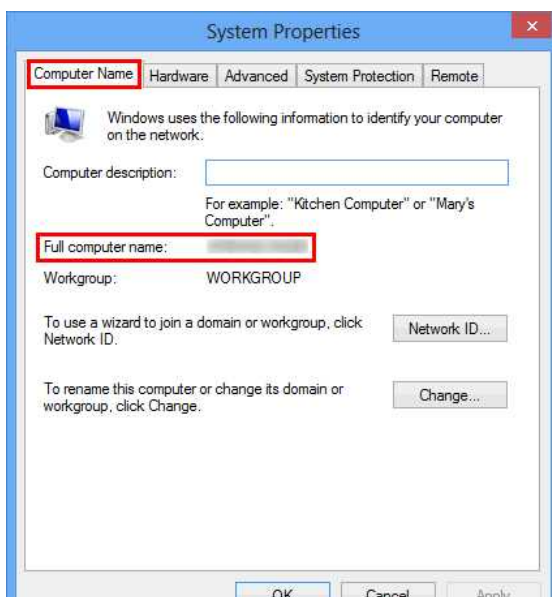 System Properties
Computer Name Hardware Advanced System Protection Remote
Windows uses the following information to identify your computer
on the network.
Computer description:
For example: "Kitchen Computer" or "Mary's
Computer".
Full computer name:
Workgroup: WORKGROUP
To use a wizard to join a domain or workgroup, click
Network ID.
Network ID...
To rename this computer or change its domain or
workgroup, click Change.
Change...
OK Cancel Apply